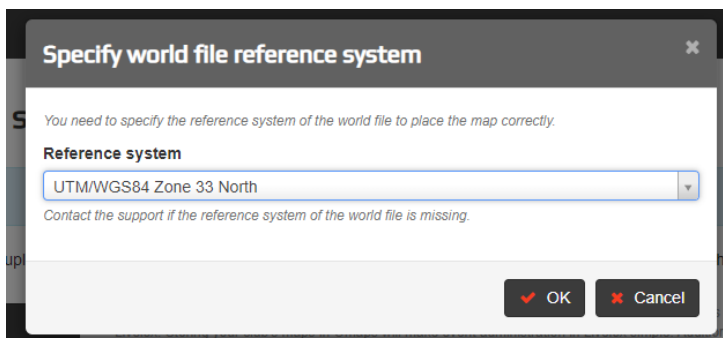 Specify world file reference system
S
You need to specify the reference system of the world file to place the map correctly.
Reference system
UTM/WGS84 Zone 33 North
Contact the support if the reference system of the world file is missing.
upl
h
OK
Cancel